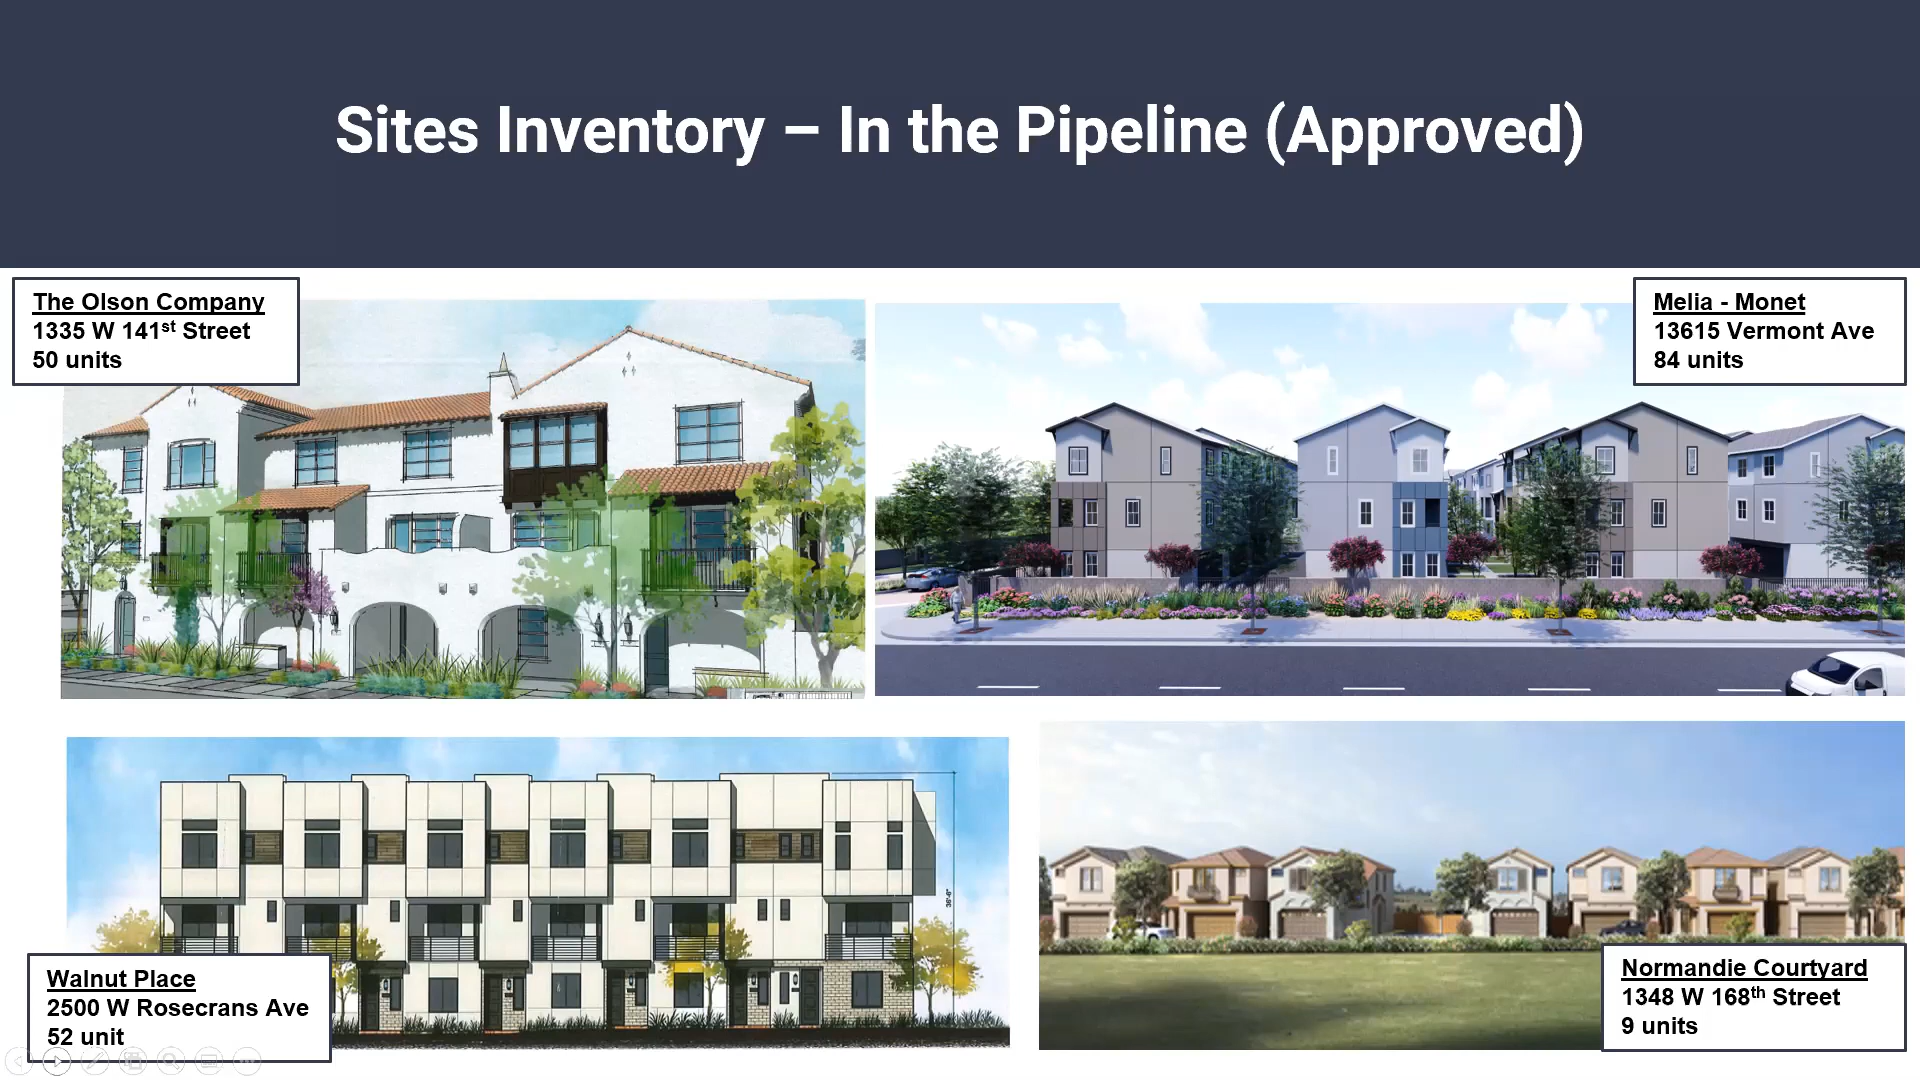 Sites Inventory – In the Pipeline (Approved)
The Olson Company
1335 W 141st Street
50 units
Melia - Monet
13615 Vermont Ave
84 units
Walnut Place
2500 W Rosecrans Ave
52 unit
Normandie Courtyard
1348 W 168th Street
9 units